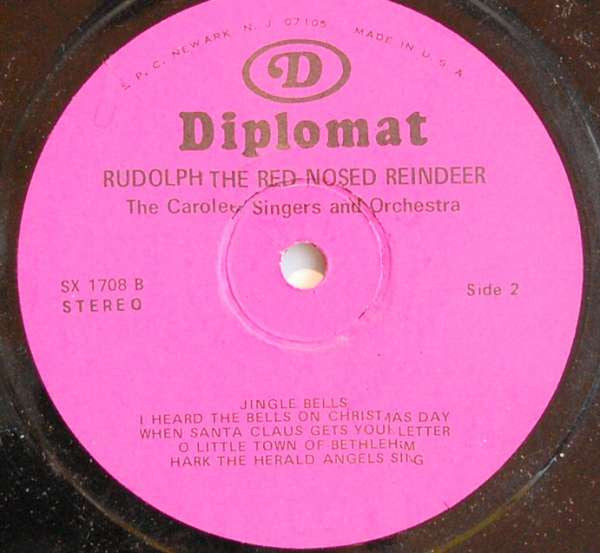 S.P.C. NEWARK, N. J. 07105 MADE IN U.S.A.
D
Diplomat
RUDOLPH THE RED-NOSED REINDEER
The Carolee Singers and Orchestra
SX 1708 B
STEREO
Side 2
JINGLE BELLS
I HEARD THE BELLS ON CHRISTMAS DAY
WHEN SANTA CLAUS GETS YOUR LETTER
O LITTLE TOWN OF BETHLEHEM
HARK THE HERALD ANGELS SING